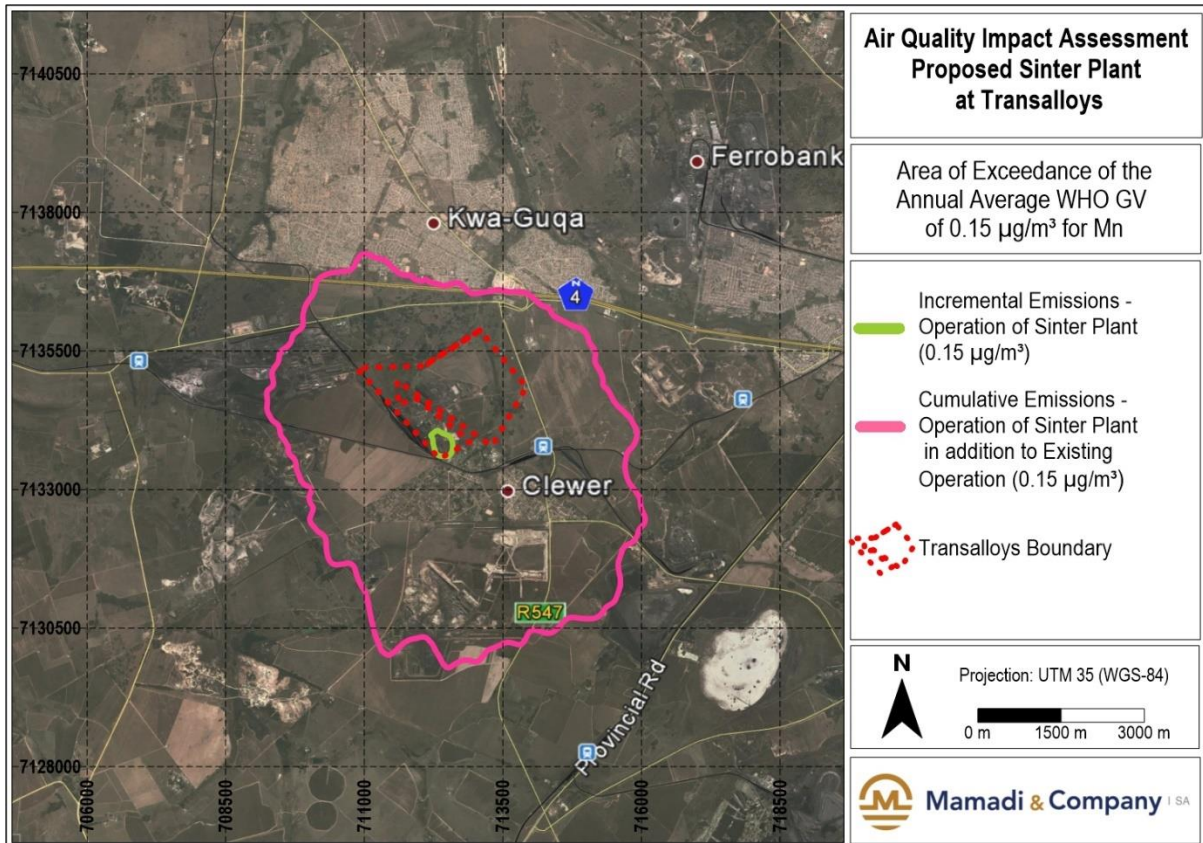 Air Quality Impact Assessment
Proposed Sinter Plant
at Transalloys
Area of Exceedance of the
Annual Average WHO GV
of 0.15 µg/m³ for Mn
Incremental Emissions -
Operation of Sinter Plant
(0.15 µg/m³)
Cumulative Emissions -
Operation of Sinter Plant
in addition to Existing
Operation (0.15 µg/m³)
Transalloys Boundary
N
Projection: UTM 35 (WGS-84)
0 m 1500 m 3000 m
Mamadi & Company | SA
7140500
7138000
7135500
7133000
7130500
7128000
706000
708500
711000
713500
716000
718500
Ferrobank
Kwa-Guqa
N
4
Clewer
R547
Provincial Rd